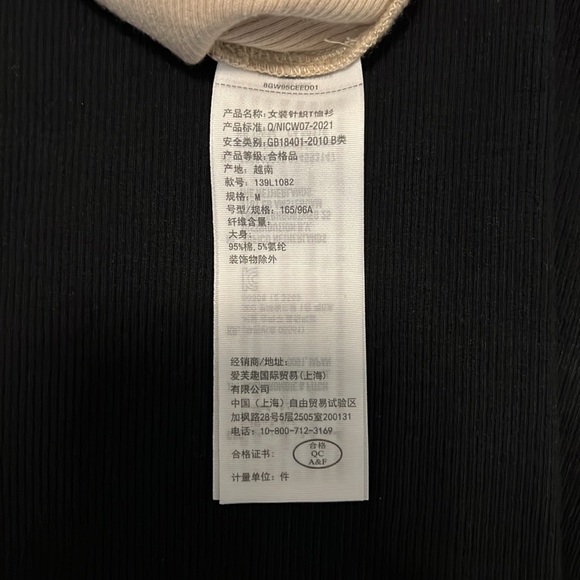 8GW95CEED01
产品名称: 女装针织T恤衫
产品标准: Q/NICW07-2021
安全类别: GB18401-2010 B类
产品等级: 合格品
产地: 越南
款号: 139L1082
规格: M
号型/规格: 165/96A
纤维含量:
大身:
95%棉,5%氨纶
装饰物除外
经销商/地址:
爱芙趣国际贸易(上海)
有限公司
中国（上海）自由贸易试验区
加枫路28号5层2505室200131
电话: 10-800-712-3169
合格证书: 合格
QC
A&F
计量单位: 件